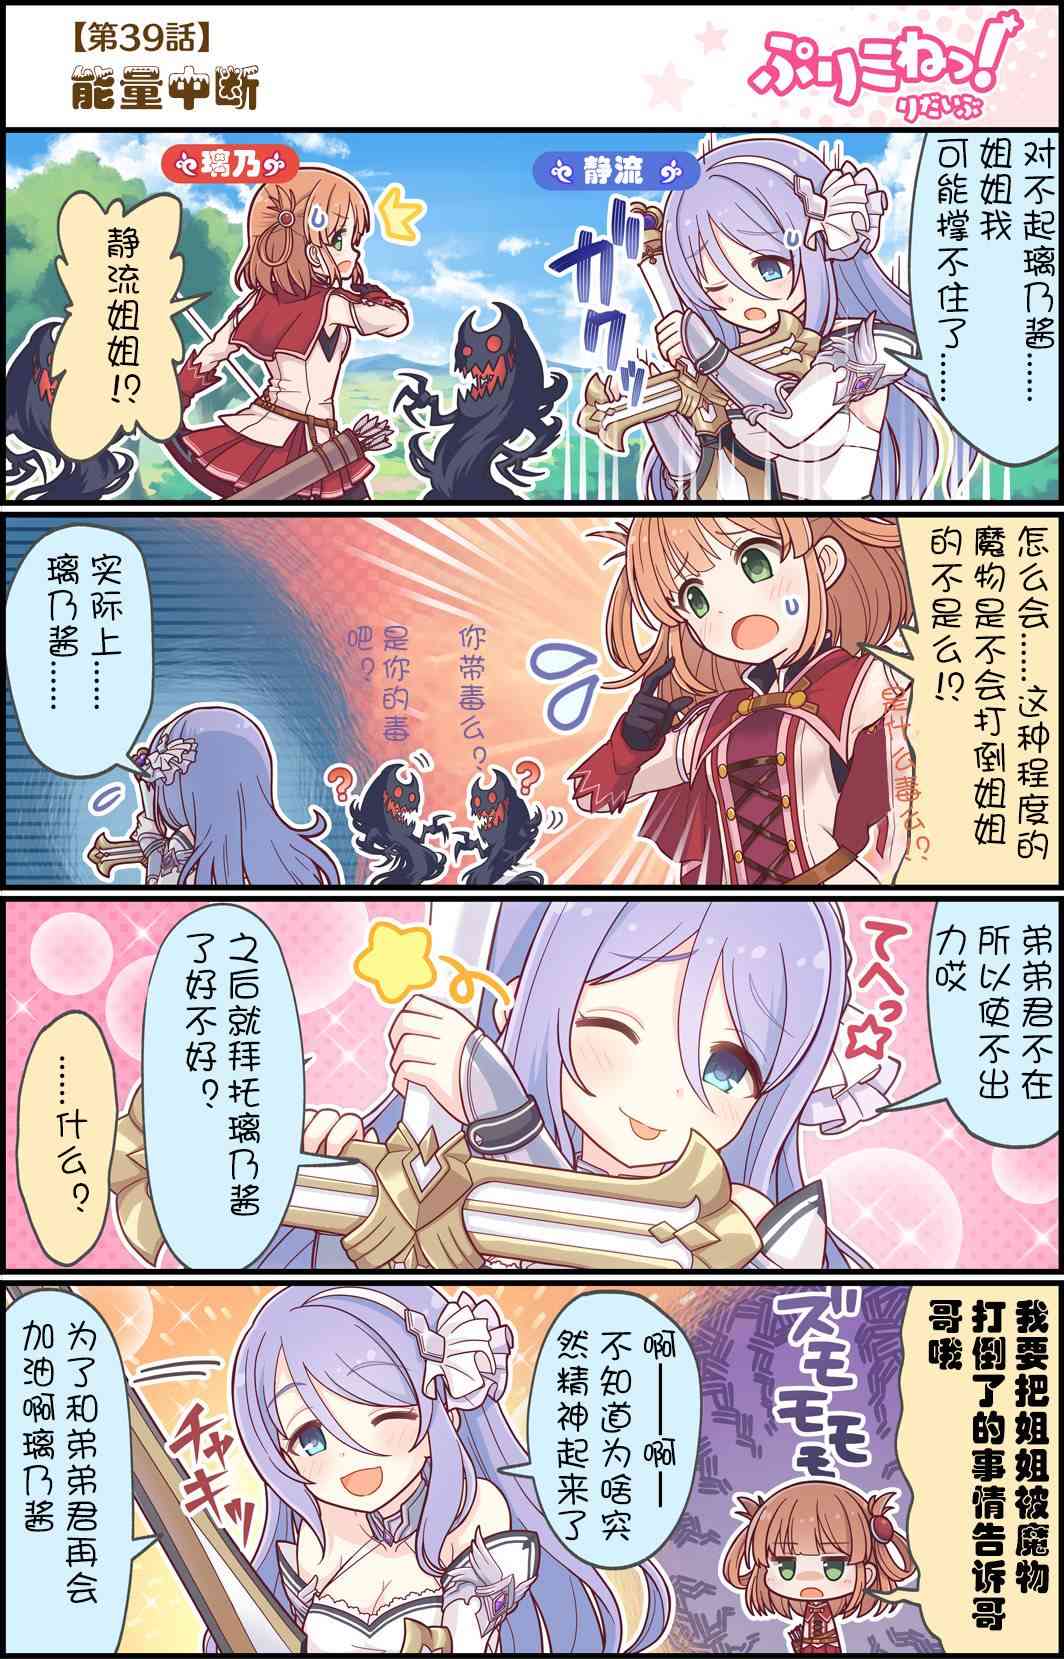 【第39話】
能量中断
ぷりこねっ!
りだいぶ
对不起璃乃酱……
姐姐我
可能撑不住了……
静流
ガクガク
璃乃
静流姐姐!?
怎么会……这种程度的
魔物是不会打倒姐姐
的不是么!?
是什么毒么?
你带毒么?
是你的毒
吧?
?
?
实际上……
璃乃酱……
弟弟君不在
所以使不出
力哎
てへっ☆
之后就拜托璃乃酱
了好不好?
……什么?
我要把姐姐被魔物
打倒了的事情告诉哥
哥哦
ズモモモモ
啊——啊——
不知道为啥突
然精神起来了
チャキッ
为了和弟弟君再会
加油啊璃乃酱